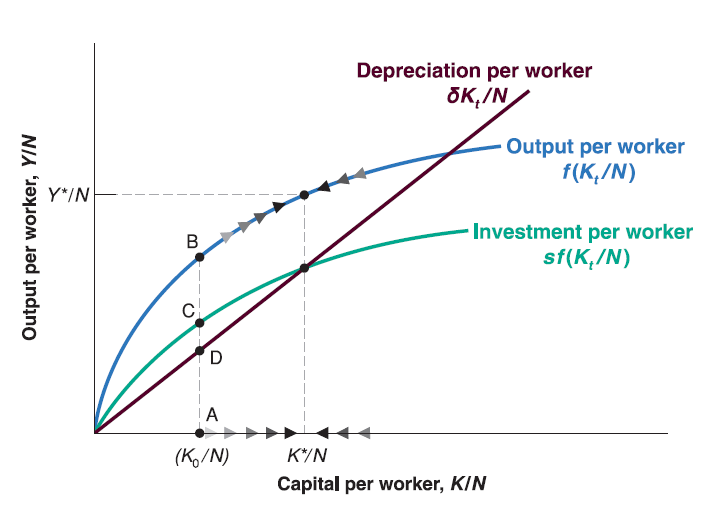 Depreciation per worker
δKₜ/N
Output per worker
f(Kₜ/N)
Investment per worker
sf(Kₜ/N)
Output per worker, Y/N
Y*/N
B
C
D
A
(K₀/N)
K*/N
Capital per worker, K/N